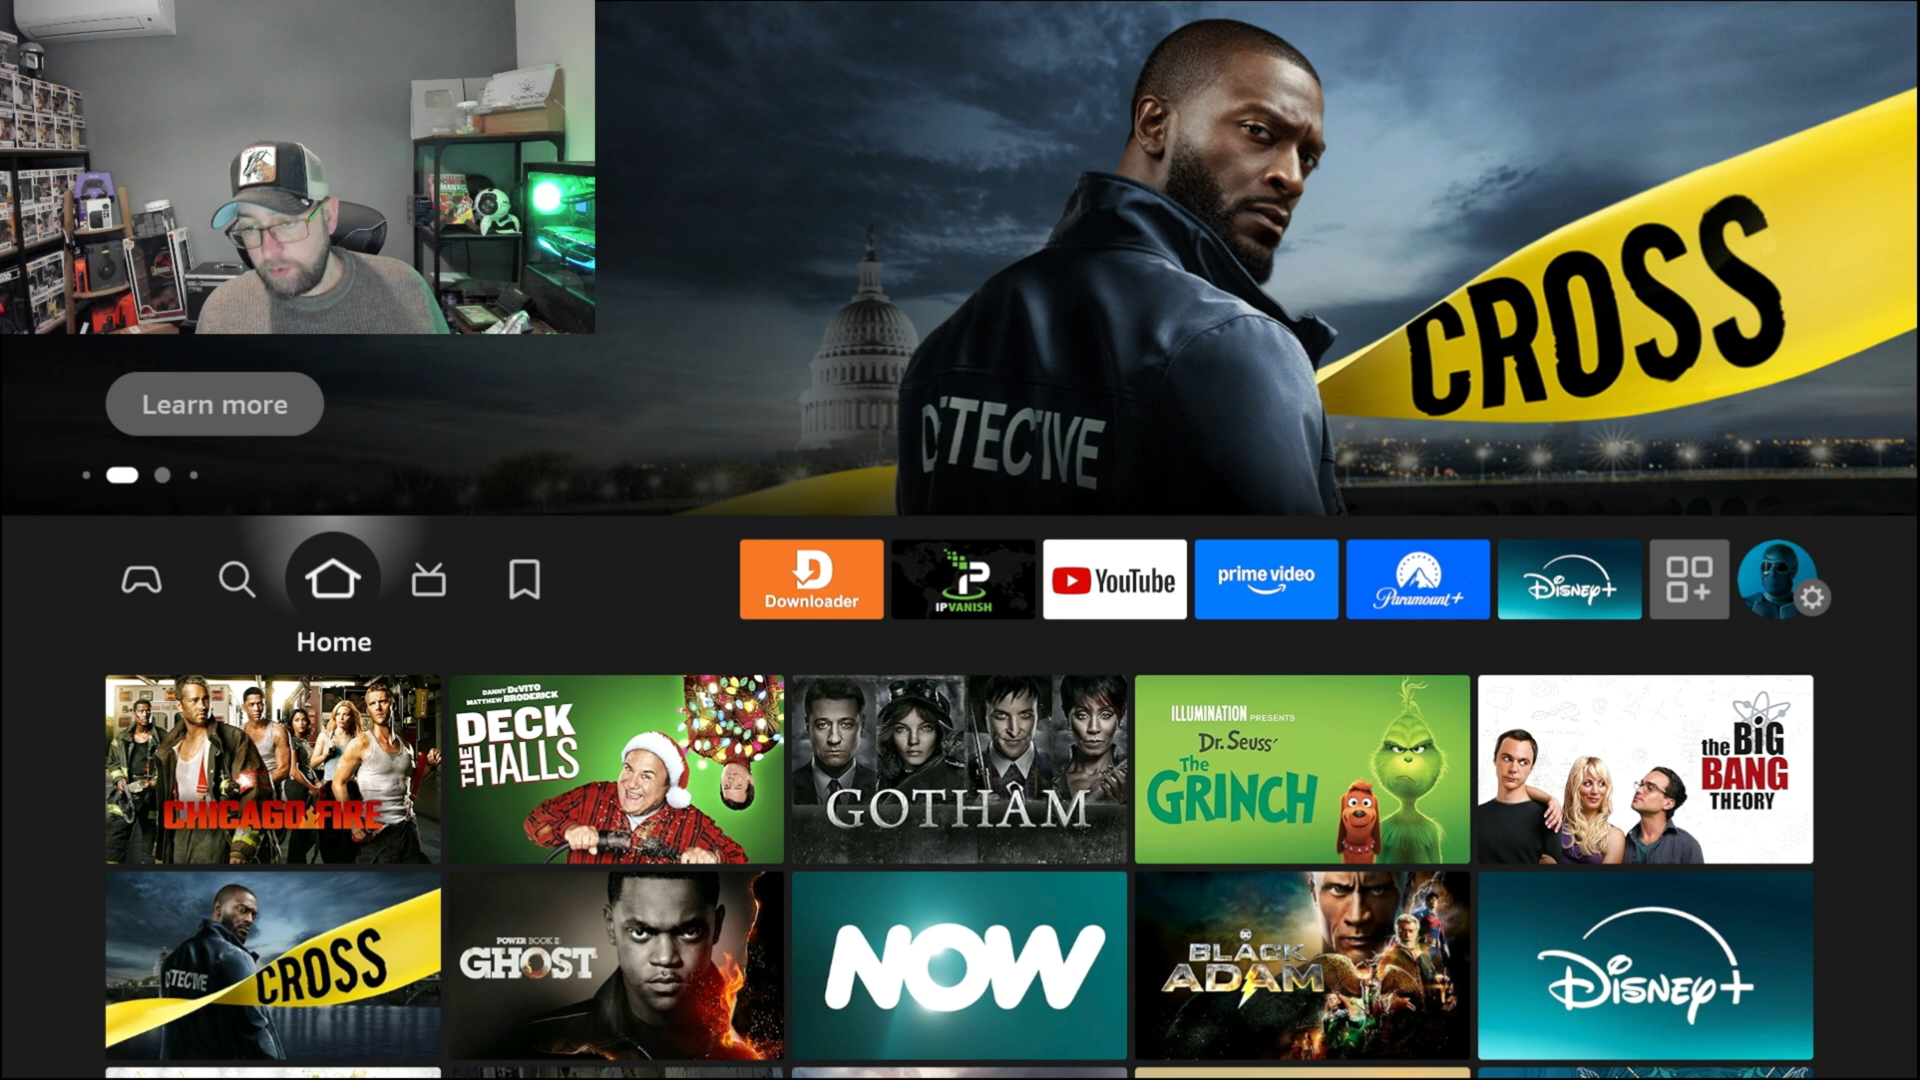 CROSS
D TECTIVE
Learn more
Downloader
IPVANISH
YouTube
prime video
Paramount+
Disney+
Home
CHICAGO FIRE
DANNY DeVITO
MATTHEW BRODERICK
DECK
THE HALLS
GOTHAM
ILLUMINATION PRESENTS
Dr. Seuss'
The
GRINCH
the BiG
BANG
THEORY
CROSS
POWER BOOK II:
GHOST
NOW
DC
BLACK
ADAM
Disney+